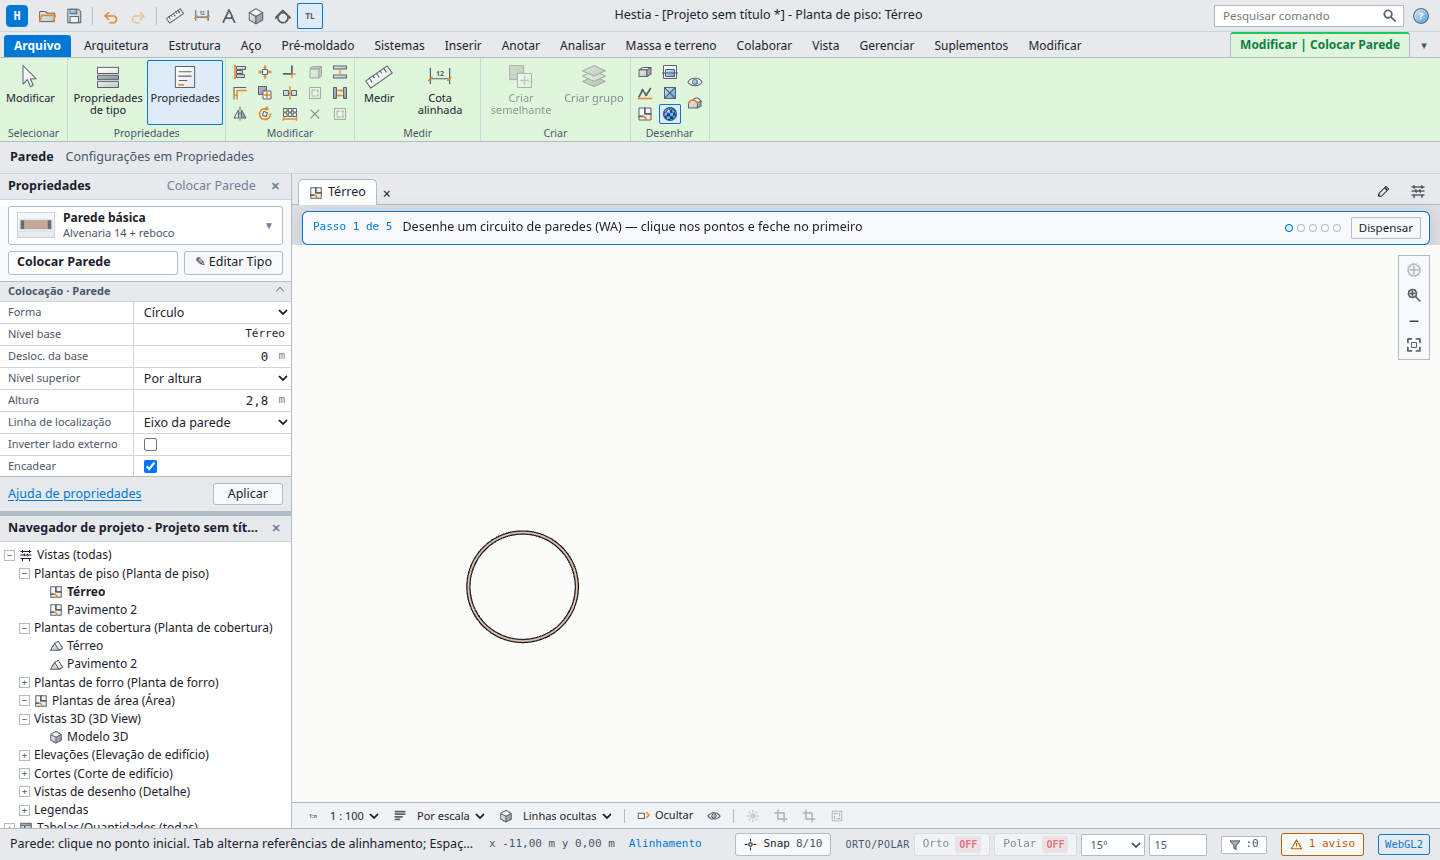 H
12
TL
Hestia - [Projeto sem título *] - Planta de piso: Térreo
Pesquisar comando
?
Arquivo Arquitetura Estrutura Aço Pré-moldado Sistemas Inserir Anotar Analisar Massa e terreno Colaborar Vista Gerenciar Suplementos Modificar
Modificar | Colocar Parede
Modificar
Propriedades de tipo
Propriedades
Medir
12
Cota alinhada
Criar semelhante
Criar grupo
Selecionar
Propriedades
Modificar
Medir
Criar
Desenhar
Parede Configurações em Propriedades
Propriedades Colocar Parede ×
Parede básica
Alvenaria 14 + reboco
Colocar Parede
✎ Editar Tipo
Colocação · Parede
Forma Círculo
Nível base Térreo
Desloc. da base 0 m
Nível superior Por altura
Altura 2,8 m
Linha de localização Eixo da parede
Inverter lado externo
Encadear
Ajuda de propriedades
Aplicar
Navegador de projeto - Projeto sem tít... ×
Vistas (todas)
Plantas de piso (Planta de piso)
Térreo
Pavimento 2
Plantas de cobertura (Planta de cobertura)
Térreo
Pavimento 2
Plantas de forro (Planta de forro)
Plantas de área (Área)
Vistas 3D (3D View)
Modelo 3D
Elevações (Elevação de edifício)
Cortes (Corte de edifício)
Vistas de desenho (Detalhe)
Legendas
Tabelas/Quantidades (todas)
Térreo ×
Passo 1 de 5 Desenhe um circuito de paredes (WA) — clique nos pontos e feche no primeiro
Dispensar
1 : 100
Por escala
Linhas ocultas
Ocultar
Parede: clique no ponto inicial. Tab alterna referências de alinhamento; Espaç...
x -11,00 m y 0,00 m
Alinhamento
Snap 8/10
ORTO/POLAR
Orto OFF
Polar OFF
15°
15
:0
1 aviso
WebGL2